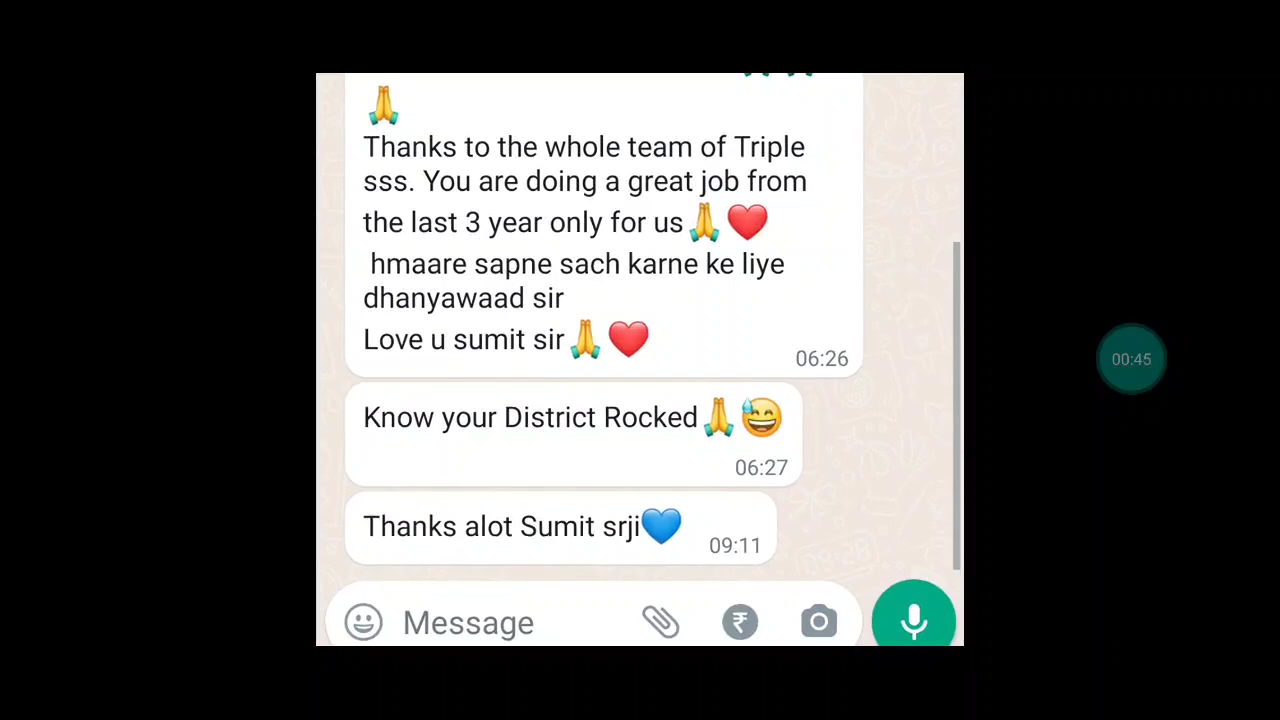 🙏
Thanks to the whole team of Triple
sss. You are doing a great job from
the last 3 year only for us🙏❤️
hmaare sapne sach karne ke liye
dhanyawaad sir
Love u sumit sir🙏❤️
06:26
Know your District Rocked🙏😅
06:27
Thanks alot Sumit srji💙
09:11
Message
00:45